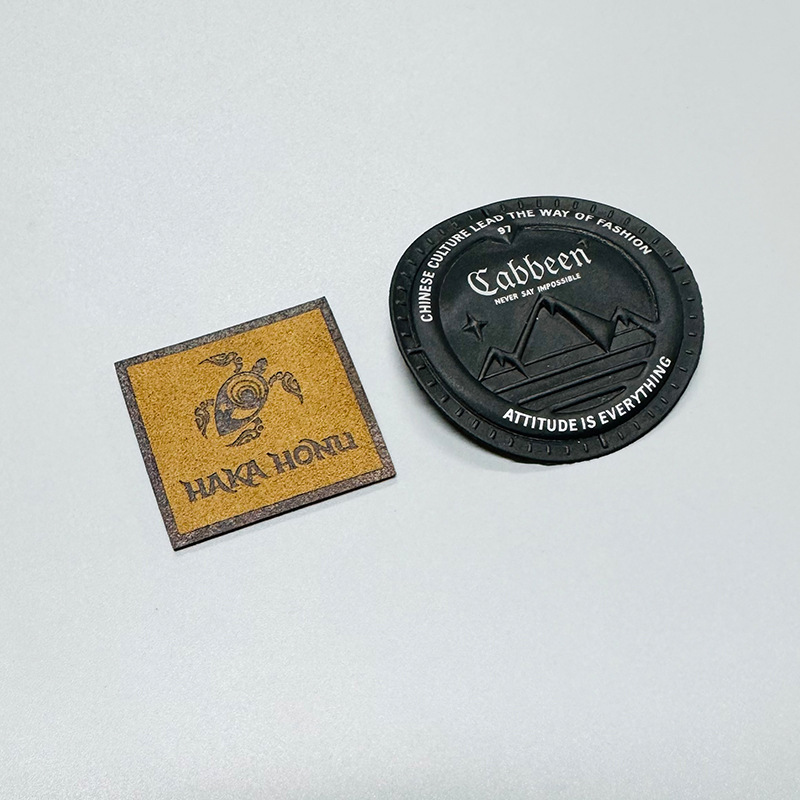 HAKA HONU
CHINESE CULTURE LEAD THE WAY OF FASHION
97
Cabbeen
NEVER SAY IMPOSSIBLE
ATTITUDE IS EVERYTHING